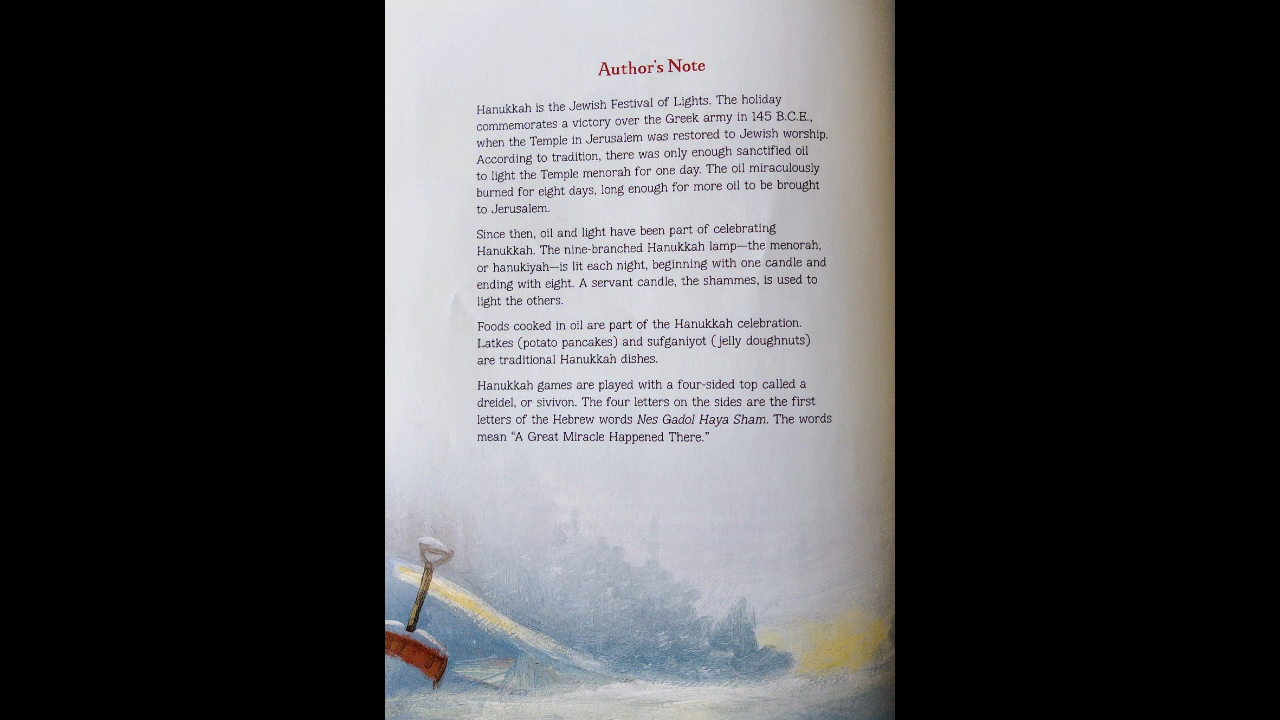 Author's Note
Hanukkah is the Jewish Festival of Lights. The holiday
commemorates a victory over the Greek army in 145 B.C.E.,
when the Temple in Jerusalem was restored to Jewish worship.
According to tradition, there was only enough sanctified oil
to light the Temple menorah for one day. The oil miraculously
burned for eight days, long enough for more oil to be brought
to Jerusalem.
Since then, oil and light have been part of celebrating
Hanukkah. The nine-branched Hanukkah lamp—the menorah,
or hanukiyah—is lit each night, beginning with one candle and
ending with eight. A servant candle, the shammes, is used to
light the others.
Foods cooked in oil are part of the Hanukkah celebration.
Latkes (potato pancakes) and sufganiyot (jelly doughnuts)
are traditional Hanukkah dishes.
Hanukkah games are played with a four-sided top called a
dreidel, or sivivon. The four letters on the sides are the first
letters of the Hebrew words Nes Gadol Haya Sham. The words
mean “A Great Miracle Happened There.”